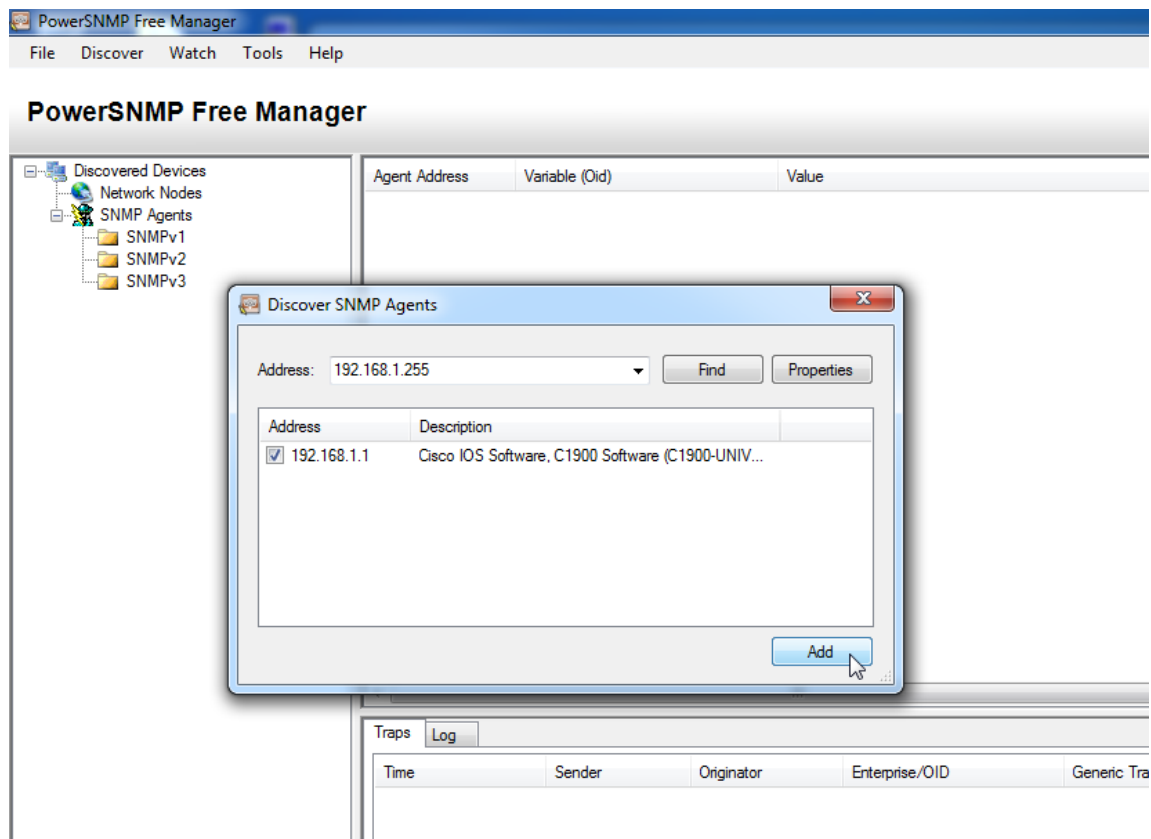 PowerSNMP Free Manager
File Discover Watch Tools Help
PowerSNMP Free Manager
Discovered Devices
Network Nodes
SNMP Agents
SNMPv1
SNMPv2
SNMPv3
Agent Address Variable (Oid) Value
Discover SNMP Agents
Address: 192.168.1.255 Find Properties
Address Description
192.168.1.1 Cisco IOS Software, C1900 Software (C1900-UNIV...
Add
Traps Log
Time Sender Originator Enterprise/OID Generic Tra